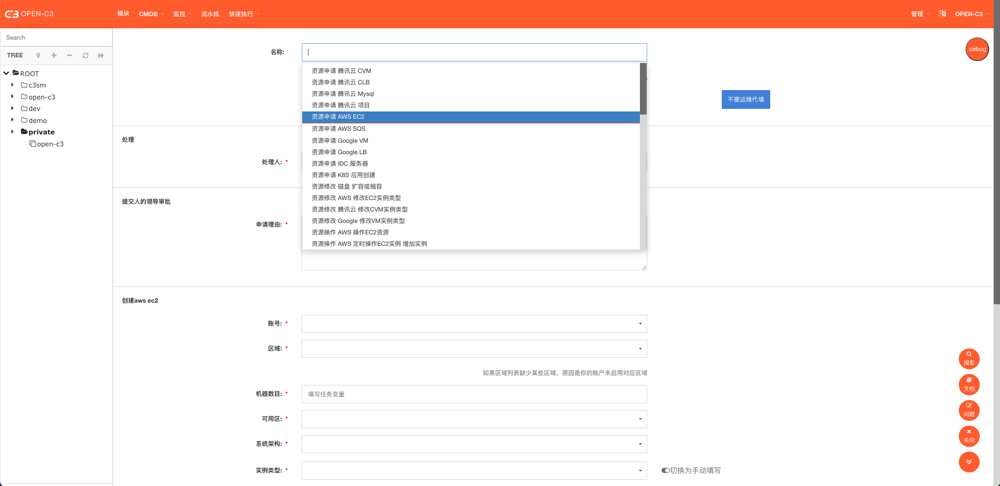 OPEN-C3
模块 CMDB 监控 流水线 快速执行
管理 OPEN-C3
Search
TREE
ROOT
c3sm
open-c3
dev
demo
private
open-c3
名称:
debug
资源申请 腾讯云 CVM
资源申请 腾讯云 CLB
资源申请 腾讯云 Mysql
资源申请 腾讯云 项目
资源申请 AWS EC2
资源申请 AWS SQS
资源申请 Google VM
资源申请 Google LB
资源申请 IDC 服务器
资源申请 K8S 应用创建
资源修改 磁盘 扩容或缩容
资源修改 AWS 修改EC2实例类型
资源修改 腾讯云 修改CVM实例类型
资源修改 Google 修改VM实例类型
资源操作 AWS 操作EC2资源
资源操作 AWS 定时操作EC2实例 增加实例
不要运维代填
处理
处理人: *
提交人的领导审批
申请理由: *
创建aws ec2
账号: *
区域: *
如果区域列表缺少某些区域，原因是你的账户未启用对应区域
机器数目: * 填写任务变量
可用区: *
系统架构: *
实例类型: * 切换为手动填写
搜索
文档
问题
关闭